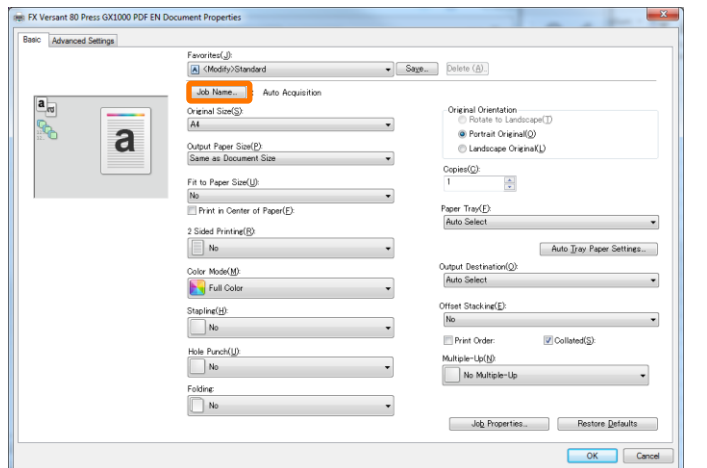 FX Versant 80 Press GX1000 PDF EN Document Properties
Basic Advanced Settings
Favorites(J):
A <Modify>Standard Save... Delete (A)..
Job Name... : Auto Acquisition
Original Size(S):
A4
Output Paper Size(P):
Same as Document Size
Fit to Paper Size(U):
No
Print in Center of Paper(F):
2 Sided Printing(R):
No
Color Mode(M):
Full Color
Stapling(H):
No
Hole Punch(U):
No
Folding:
No
a
a
Original Orientation
Rotate to Landscape(T)
Portrait Original(O)
Landscape Original(L)
Copies(C):
1
Paper Tray(F):
Auto Select
Auto Tray Paper Settings...
Output Destination(O):
Auto Select
Offset Stacking(E):
No
Print Order: Collated(S):
Multiple-Up(N):
No Multiple-Up
Job Properties... Restore Defaults
OK Cancel